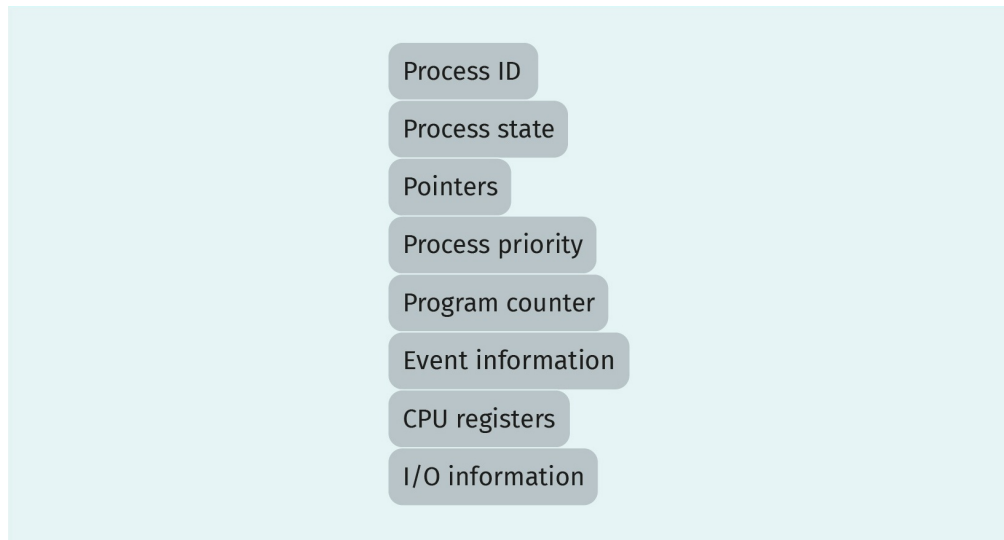 Process ID
Process state
Pointers
Process priority
Program counter
Event information
CPU registers
I/O information